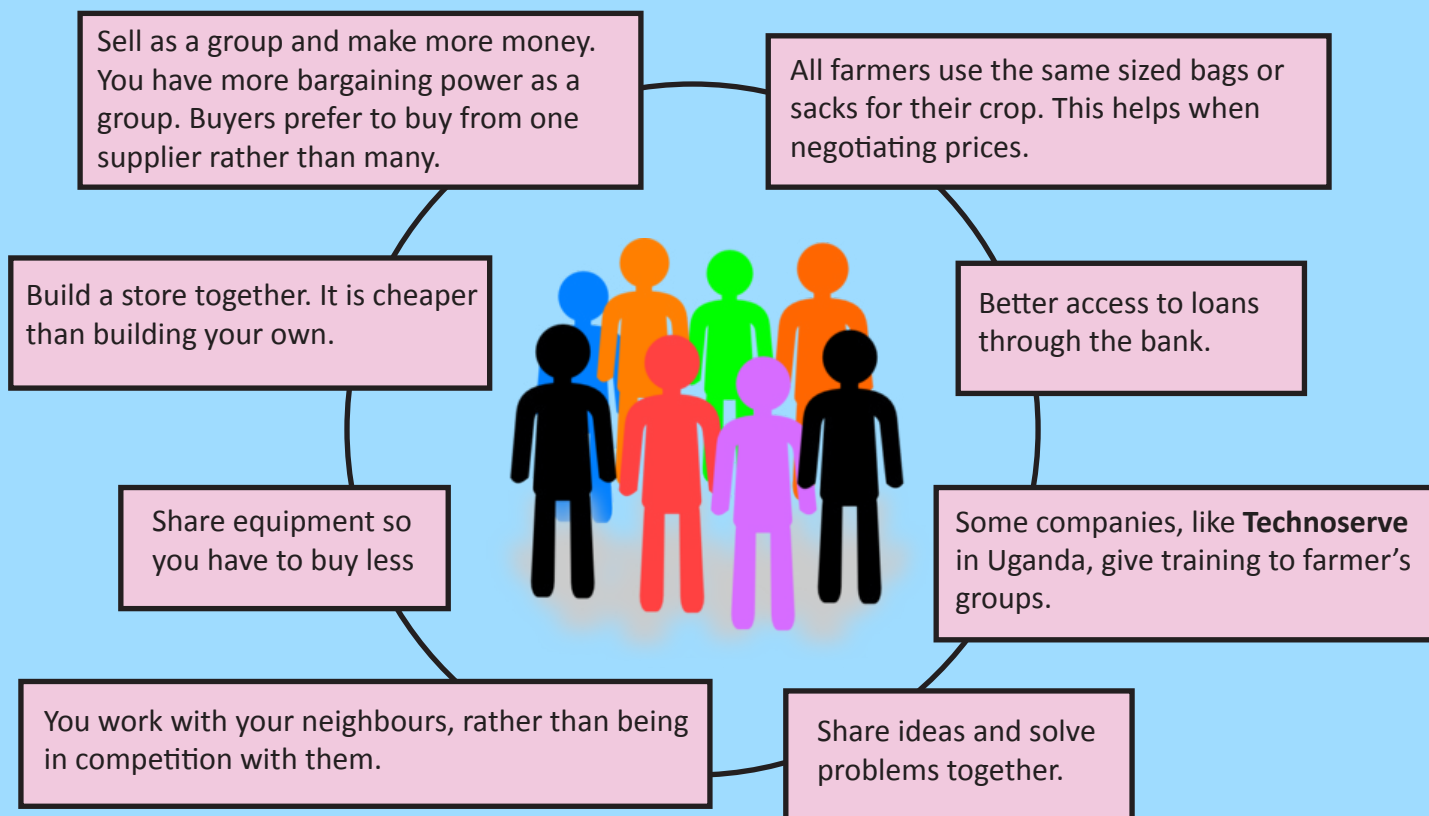 Sell as a group and make more money.
You have more bargaining power as a
group. Buyers prefer to buy from one
supplier rather than many.
All farmers use the same sized bags or
sacks for their crop. This helps when
negotiating prices.
Build a store together. It is cheaper
than building your own.
Better access to loans
through the bank.
Share equipment so
you have to buy less
Some companies, like Technoserve
in Uganda, give training to farmer’s
groups.
You work with your neighbours, rather than being
in competition with them.
Share ideas and solve
problems together.